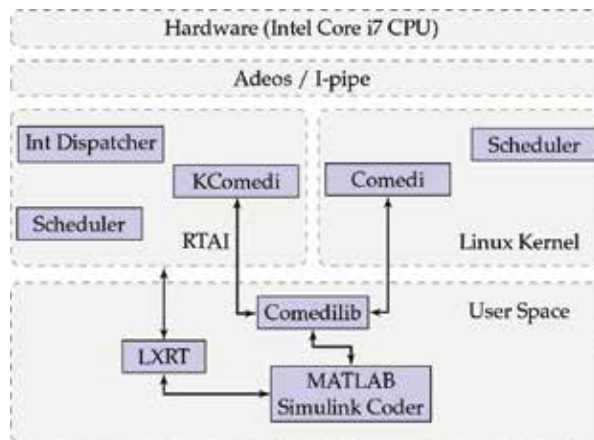 Hardware (Intel Core i7 CPU)
Adeos / I-pipe
Int Dispatcher
KComedi
Scheduler
RTAI
Comedi
Scheduler
Linux Kernel
Comedilib
User Space
LXRT
MATLAB
Simulink Coder